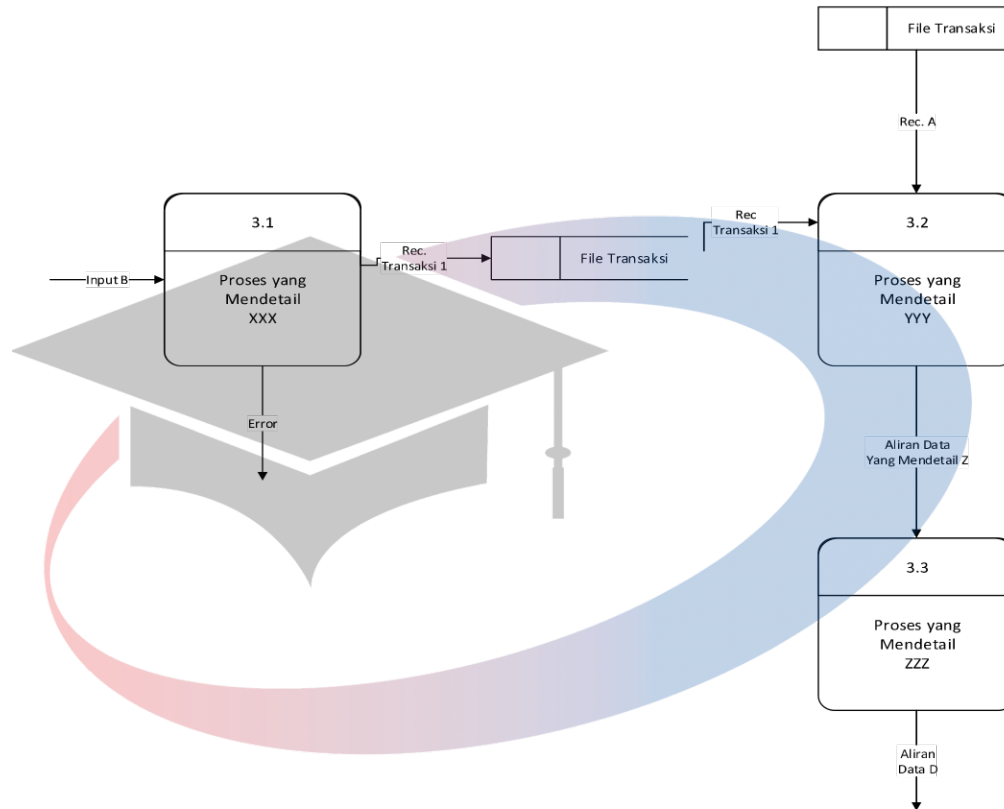 File Transaksi
Rec. A
3.1
Proses yang
Mendetail
XXX
Input B
Error
Rec.
Transaksi 1
File Transaksi
Rec
Transaksi 1
3.2
Proses yang
Mendetail
YYY
Aliran Data
Yang Mendetail Z
3.3
Proses yang
Mendetail
ZZZ
Aliran
Data D